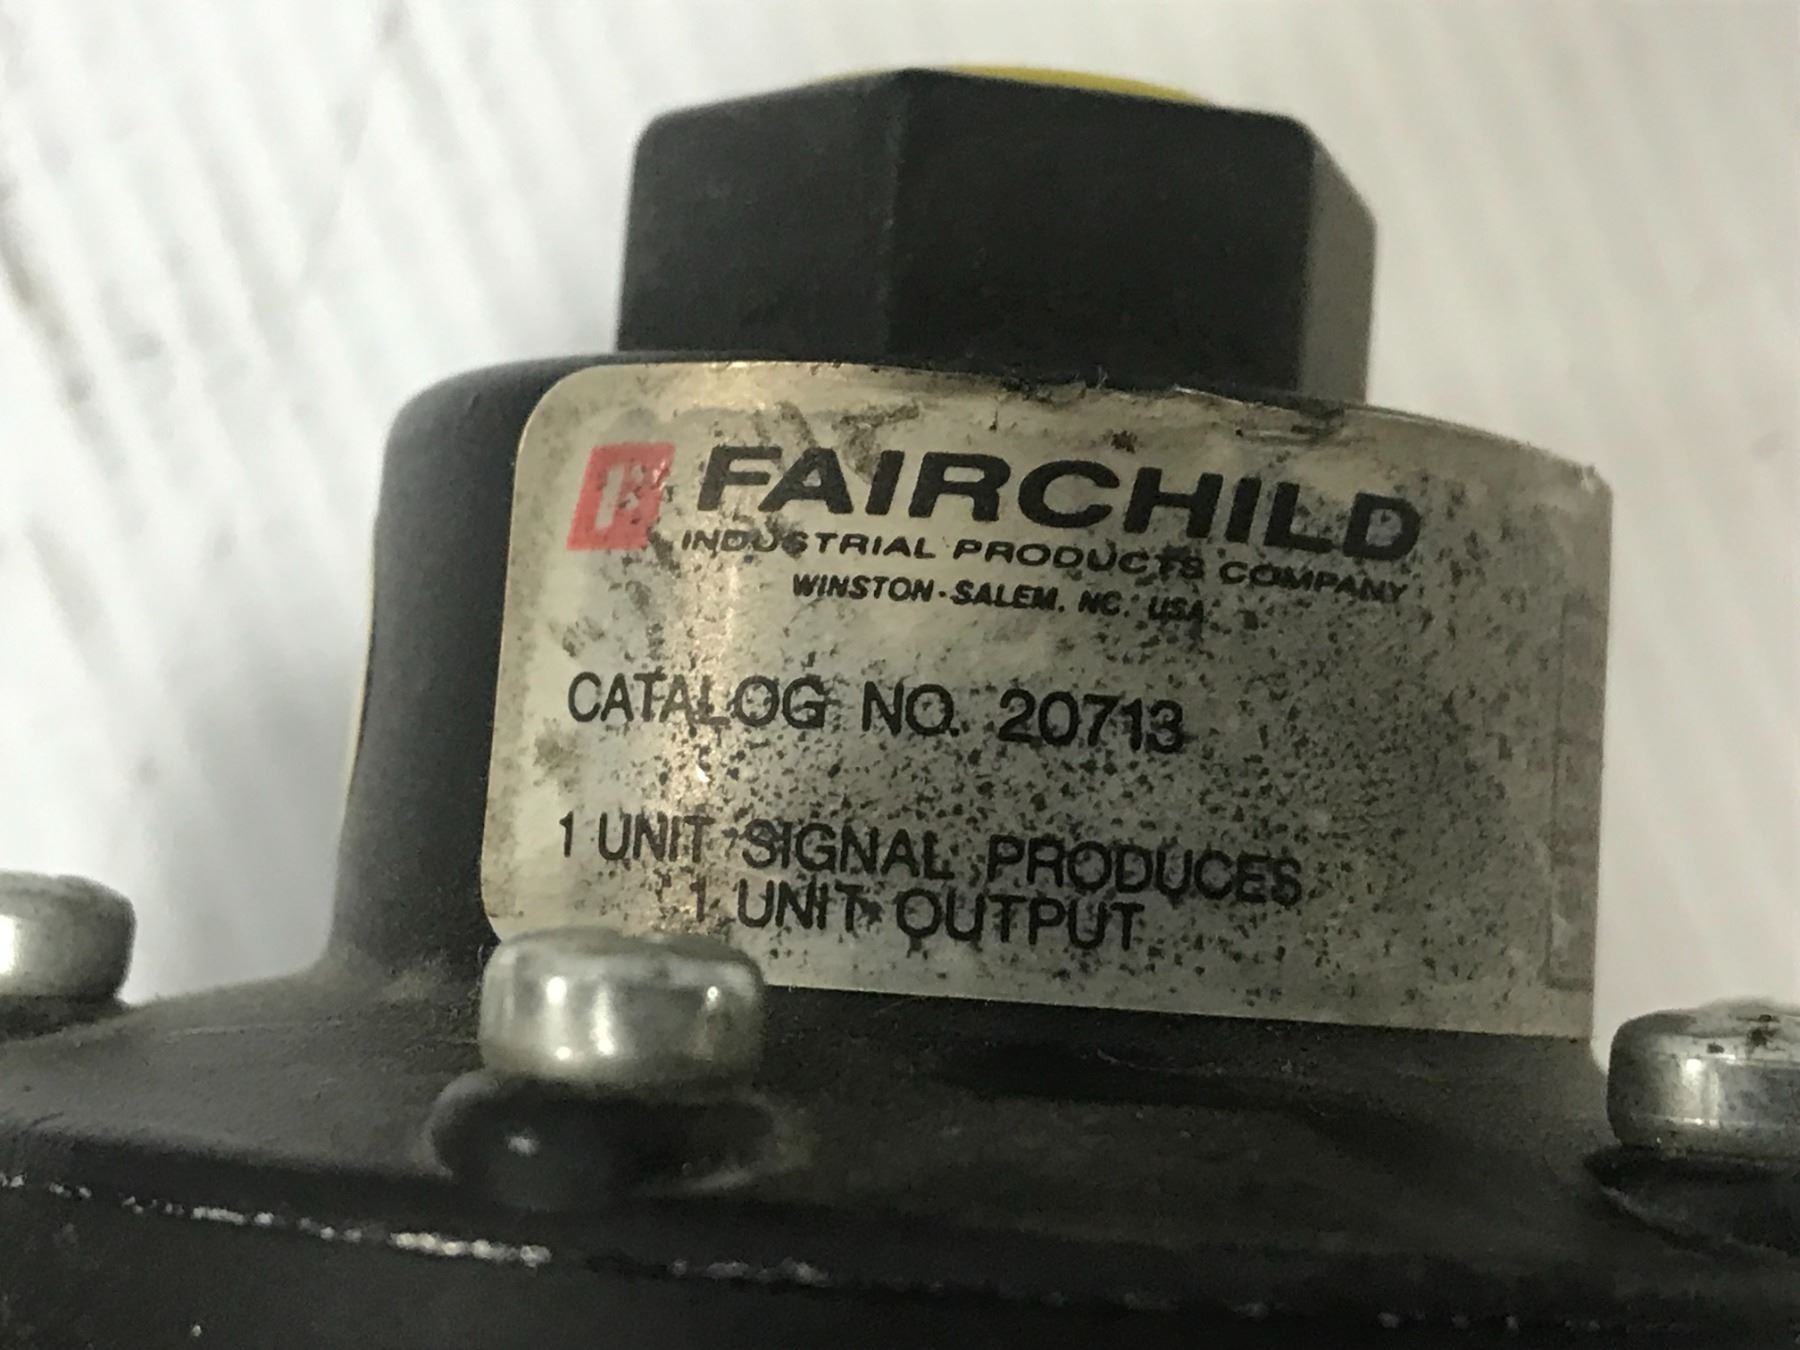 FAIRCHILD
INDUSTRIAL PRODUCTS COMPANY
WINSTON-SALEM, NC. USA
CATALOG NO. 20713
1 UNIT SIGNAL PRODUCES
1 UNIT OUTPUT